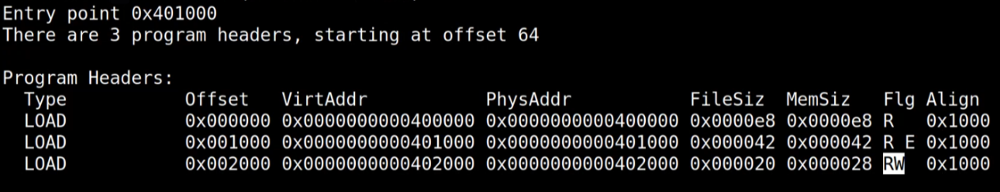 Entry point 0x401000
There are 3 program headers, starting at offset 64
Program Headers:
Type Offset VirtAddr PhysAddr FileSiz MemSiz Flg Align
LOAD 0x000000 0x0000000000400000 0x0000000000400000 0x0000e8 0x0000e8 R 0x1000
LOAD 0x001000 0x0000000000401000 0x0000000000401000 0x000042 0x000042 R E 0x1000
LOAD 0x002000 0x0000000000402000 0x0000000000402000 0x000020 0x000028 RW 0x1000